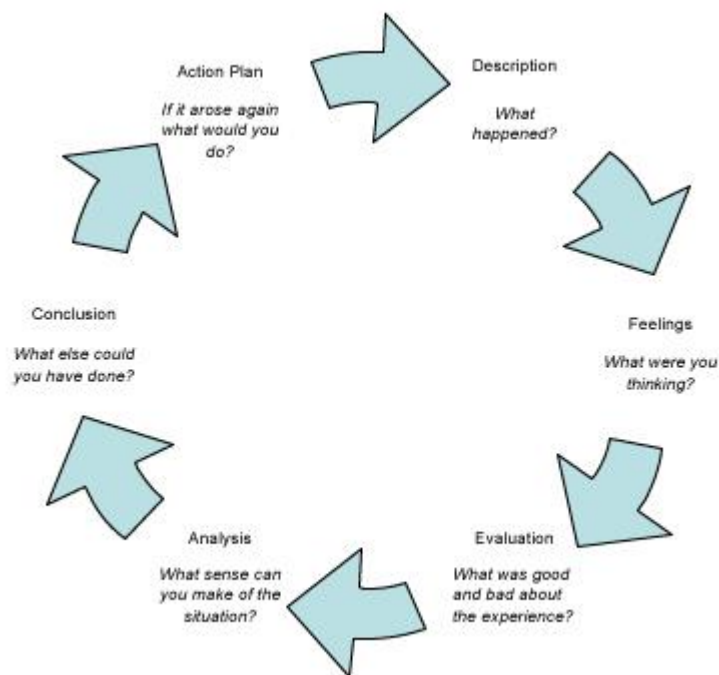 Action Plan
If it arose again
what would you
do?
Description
What
happened?
Feelings
What were you
thinking?
Evaluation
What was good
and bad about
the experience?
Analysis
What sense can
you make of the
situation?
Conclusion
What else could
you have done?